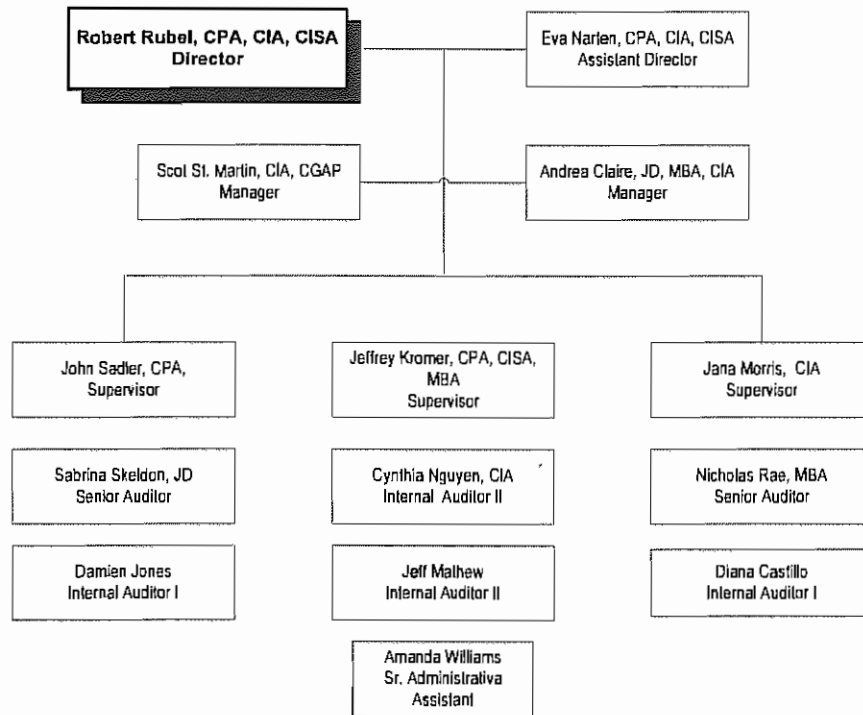 Robert Rubel, CPA, CIA, CISA
Director
Eva Narten, CPA, CIA, CISA
Assistant Director
Scot St. Martin, CIA, CGAP
Manager
Andrea Claire, JD, MBA, CIA
Manager
John Sadler, CPA,
Supervisor
Jeffrey Kromer, CPA, CISA,
MBA
Supervisor
Jana Morris, CIA
Supervisor
Sabrina Skeldon, JD
Senior Auditor
Cynthia Nguyen, CIA
Internal Auditor II
Nicholas Rae, MBA
Senior Auditor
Damien Jones
Internal Auditor I
Jeff Mathew
Internal Auditor II
Diana Castillo
Internal Auditor I
Amanda Williams
Sr. Administrativa
Assistant